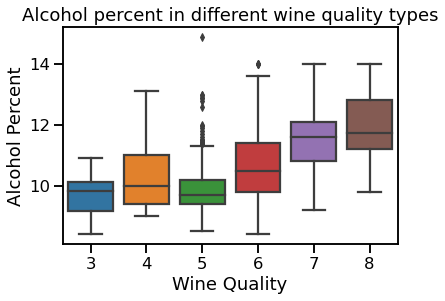 Alcohol percent in different wine quality types
Alcohol Percent
14
12
10
3 4 5 6 7 8
Wine Quality